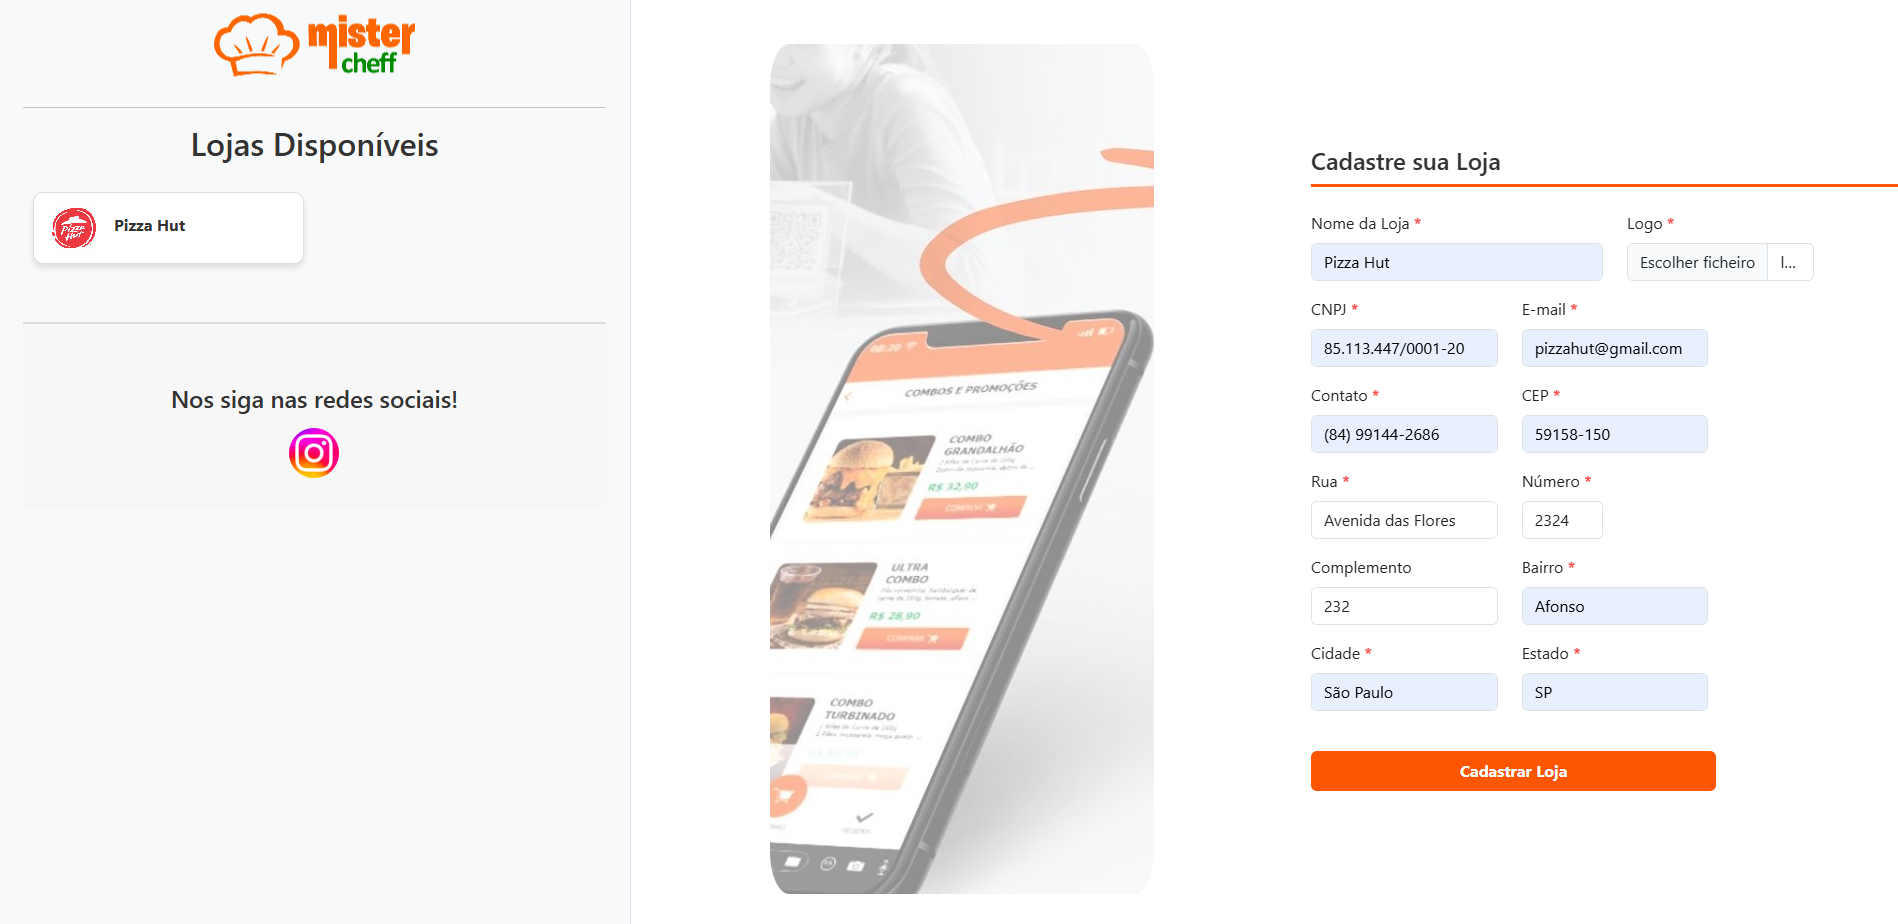 mister
cheff
Lojas Disponíveis
Pizza Hut
Pizza Hut
Nos siga nas redes sociais!
08:20
COMBOS E PROMOÇÕES
COMBO
GRANDALHÃO
R$ 32,90
COMPRAR
ULTRA
COMBO
R$ 28,90
COMPRAR
COMBO
TURBINADO
PEDIDOS
Cadastre sua Loja
Nome da Loja *
Logo *
Pizza Hut
Escolher ficheiro
l...
CNPJ *
E-mail *
85.113.447/0001-20
pizzahut@gmail.com
Contato *
CEP *
(84) 99144-2686
59158-150
Rua *
Número *
Avenida das Flores
2324
Complemento
Bairro *
232
Afonso
Cidade *
Estado *
São Paulo
SP
Cadastrar Loja